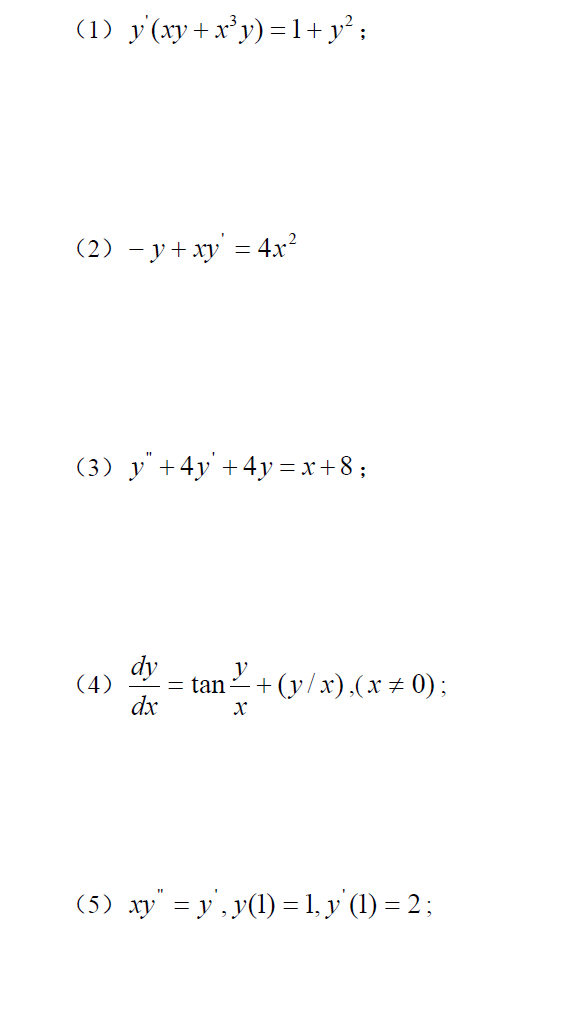 （1） y'(xy + x³y) = 1 + y²；
（2） − y + xy' = 4x²
（3） y" + 4y' + 4y = x + 8；
（4） dy/dx = tan y/x + (y / x) ,( x ≠ 0)；
（5） xy" = y' , y(1) = 1, y'(1) = 2；